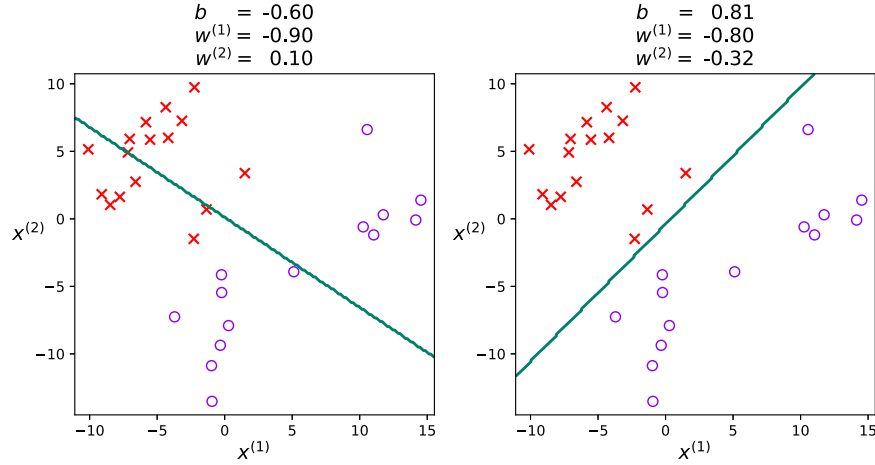 b = -0.60
w⁽¹⁾ = -0.90
w⁽²⁾ = 0.10
b = 0.81
w⁽¹⁾ = -0.80
w⁽²⁾ = -0.32
10
5
0
−5
−10
x⁽²⁾
−10 −5 0 5 10 15
x⁽¹⁾
10
5
0
−5
−10
x⁽²⁾
−10 −5 0 5 10 15
x⁽¹⁾